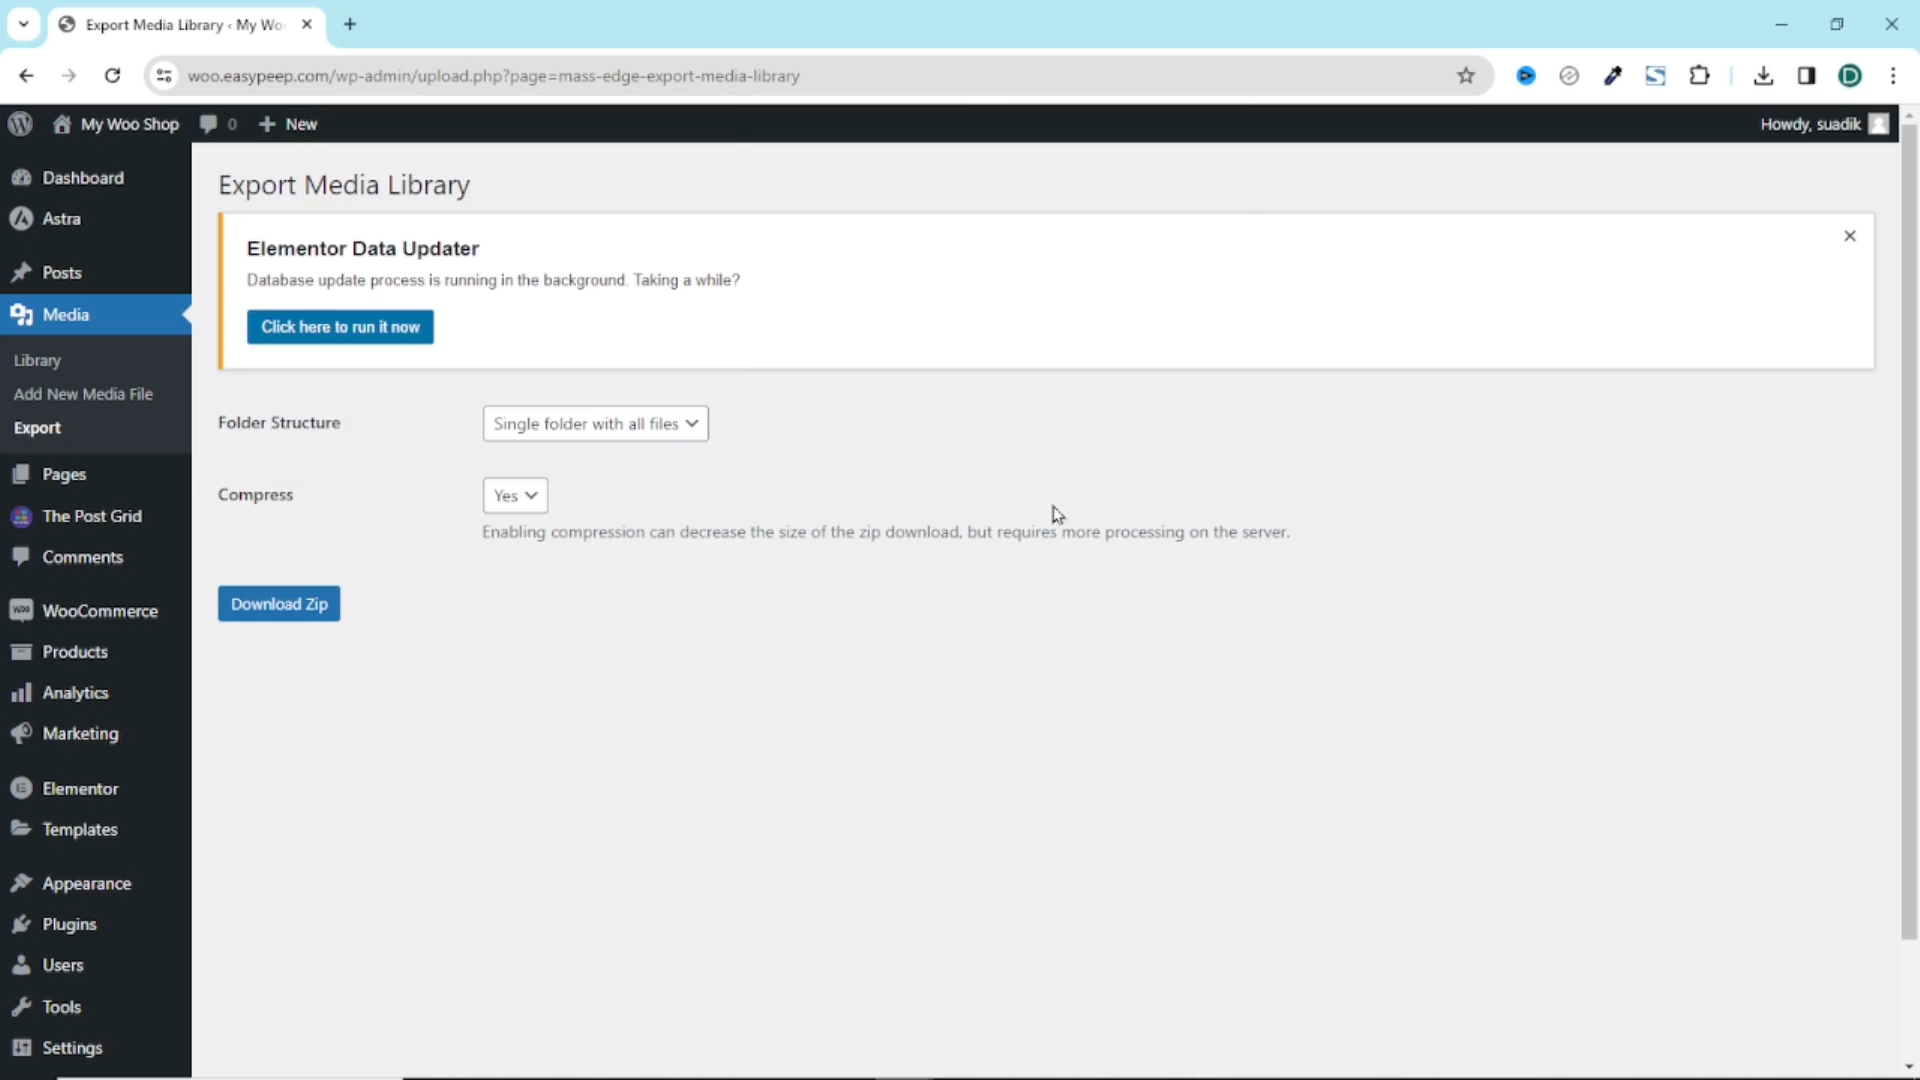 Export Media Library ‹ My Woo
woo.easypeep.com/wp-admin/upload.php?page=mass-edge-export-media-library
D
My Woo Shop 0 New
Howdy, suadik
Dashboard
Astra
Posts
Media
Library
Add New Media File
Export
Pages
The Post Grid
Comments
WooCommerce
Products
Analytics
Marketing
Elementor
Templates
Appearance
Plugins
Users
Tools
Settings
Export Media Library
Elementor Data Updater
Database update process is running in the background. Taking a while?
Click here to run it now
Folder Structure
Single folder with all files
Compress
Yes
Enabling compression can decrease the size of the zip download, but requires more processing on the server.
Download Zip